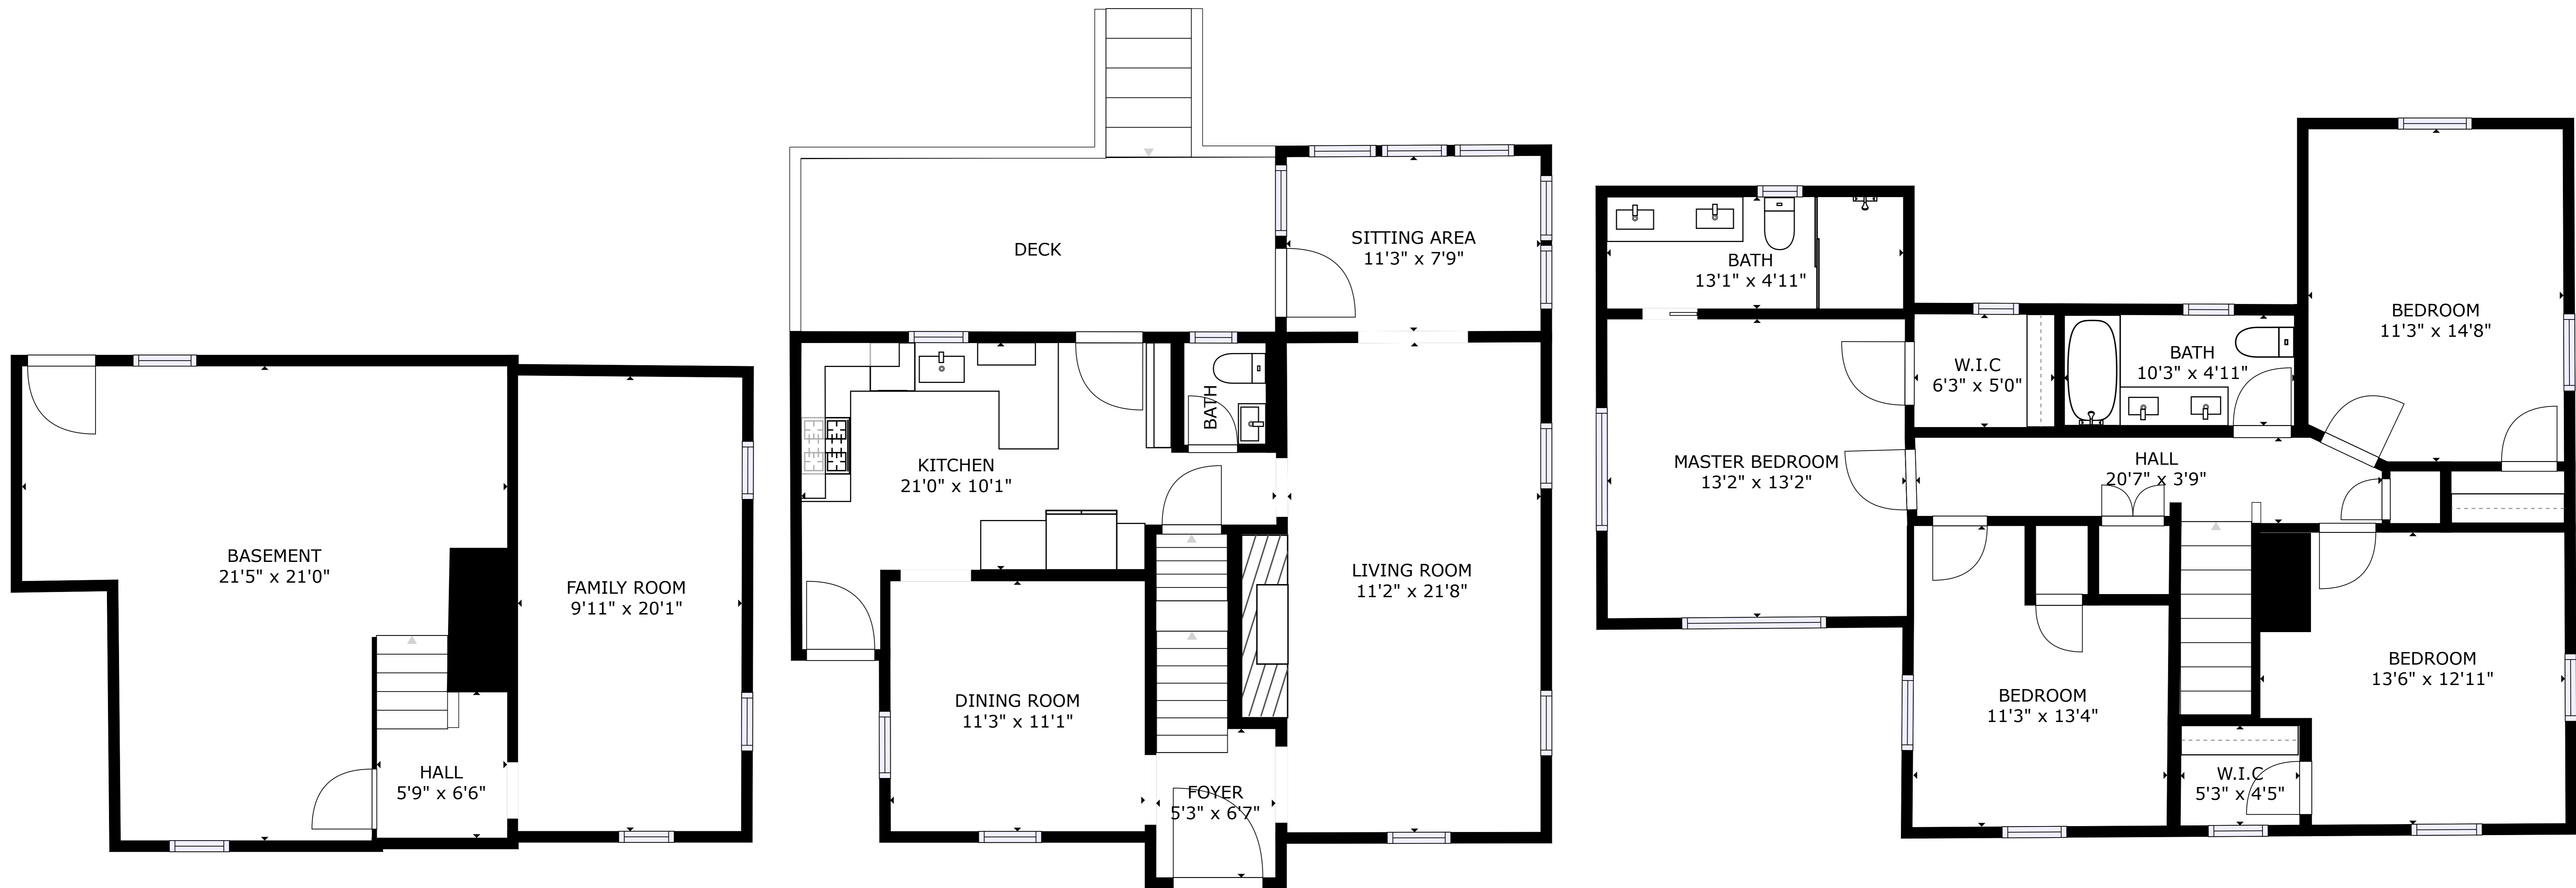 BASEMENT
21'5" x 21'0"
FAMILY ROOM
9'11" x 20'1"
HALL
5'9" x 6'6"
DECK
SITTING AREA
11'3" x 7'9"
BATH
KITCHEN
21'0" x 10'1"
LIVING ROOM
11'2" x 21'8"
DINING ROOM
11'3" x 11'1"
FOYER
5'3" x 6'7"
BATH
13'1" x 4'11"
BEDROOM
11'3" x 14'8"
W.I.C
6'3" x 5'0"
BATH
10'3" x 4'11"
MASTER BEDROOM
13'2" x 13'2"
HALL
20'7" x 3'9"
BEDROOM
13'6" x 12'11"
BEDROOM
11'3" x 13'4"
W.I.C
5'3" x 4'5"